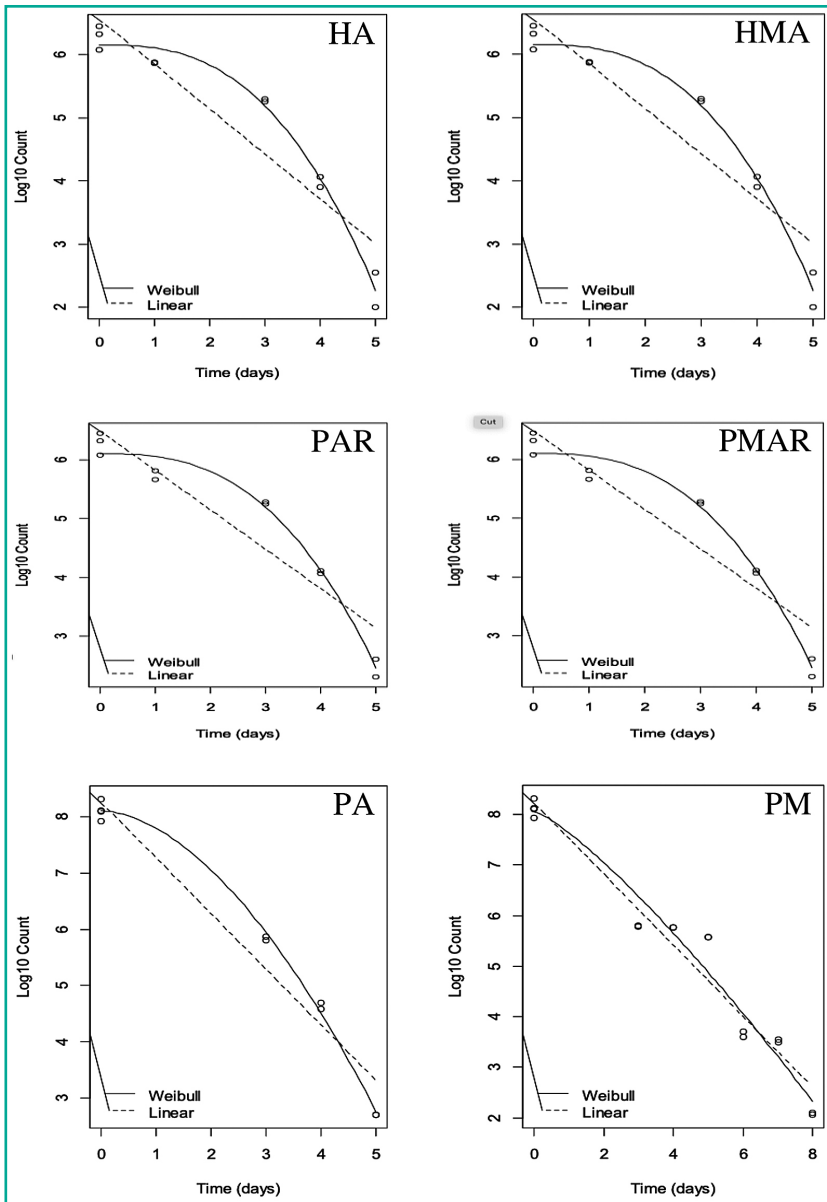 HA
Log10 Count
6
5
4
3
2
Weibull
Linear
0 1 2 3 4 5
Time (days)
HMA
Log10 Count
6
5
4
3
2
Weibull
Linear
0 1 2 3 4 5
Time (days)
PAR
Log10 Count
6
5
4
3
Weibull
Linear
0 1 2 3 4 5
Time (days)
Cut
PMAR
Log10 Count
6
5
4
3
Weibull
Linear
0 1 2 3 4 5
Time (days)
PA
Log10 Count
8
7
6
5
4
3
Weibull
Linear
0 1 2 3 4 5
Time (days)
PM
Log10 Count
8
7
6
5
4
3
2
Weibull
Linear
0 2 4 6 8
Time (days)